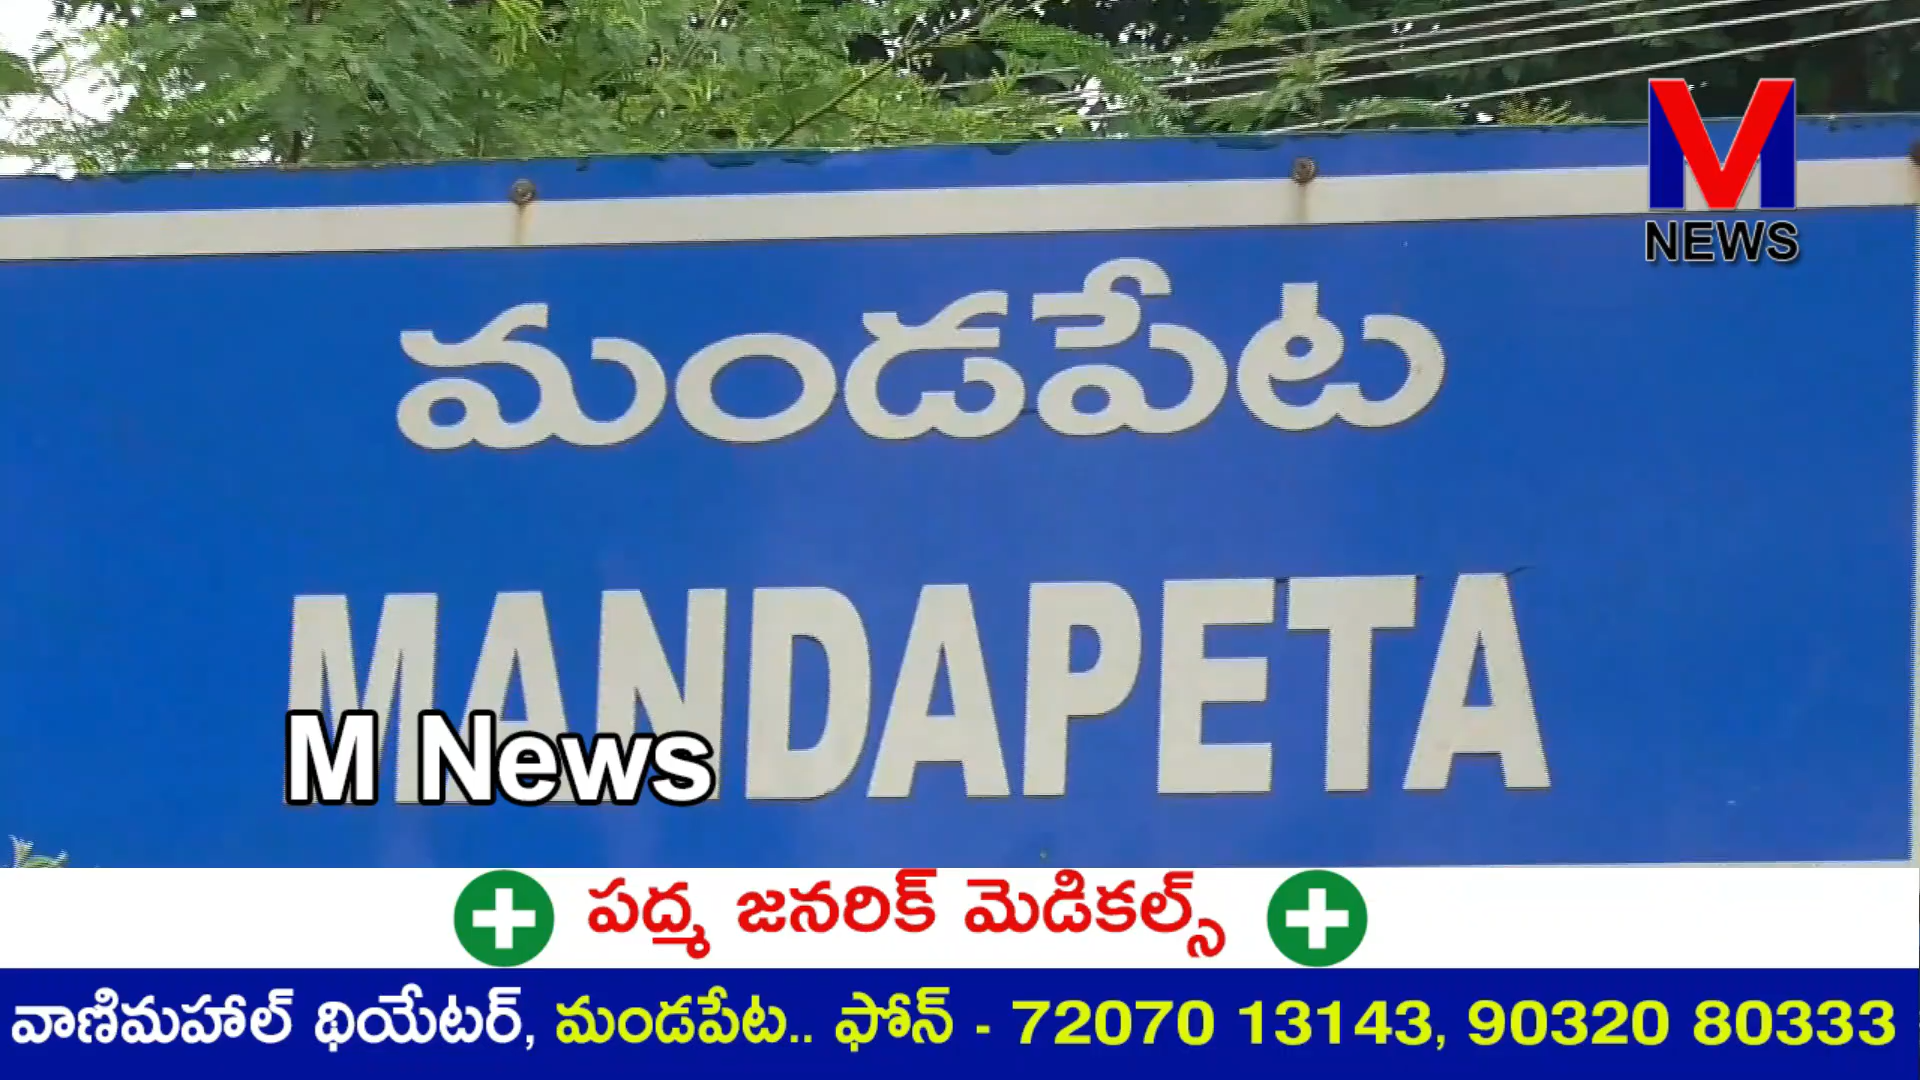 M
NEWS
మండపేట
MANDAPETA
M News
పద్మ జనరిక్ మెడికల్స్
వాణిమహాల్ థియేటర్, మండపేట.. ఫోన్ - 72070 13143, 90320 80333